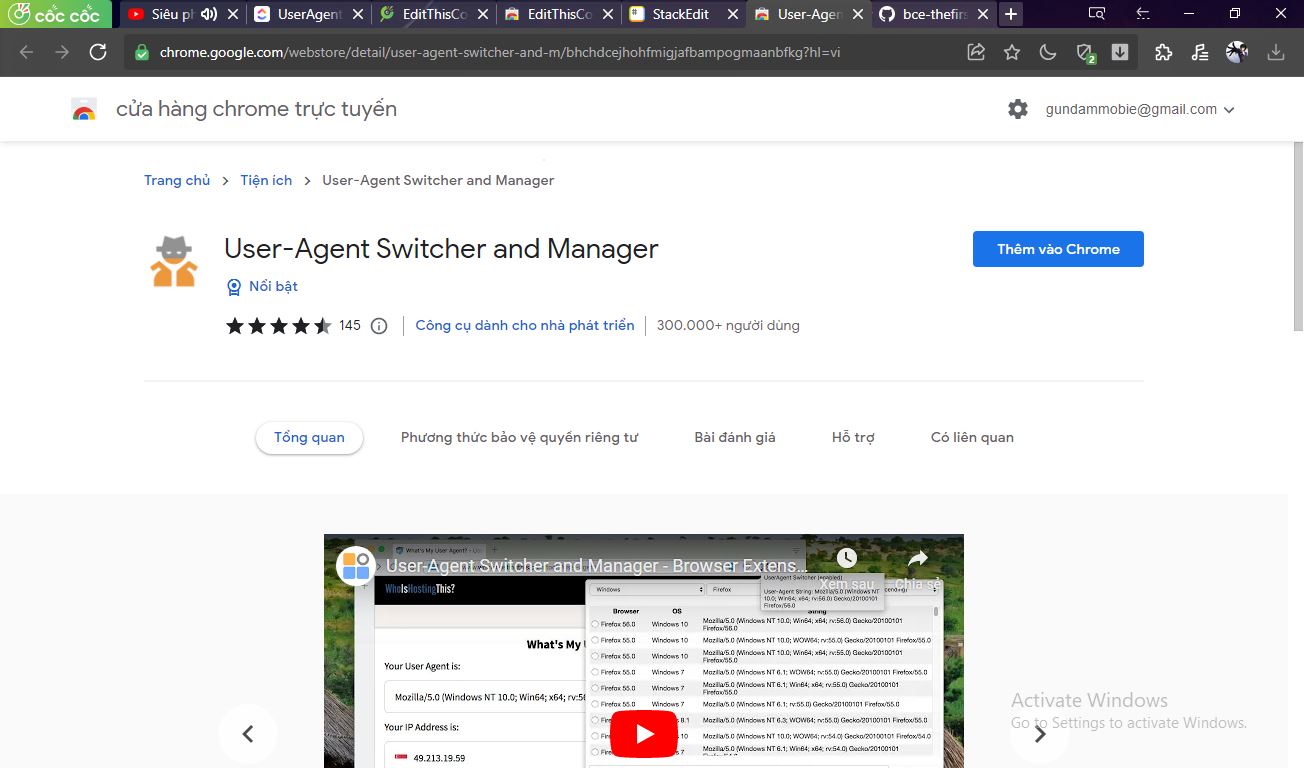 cốc cốc
Siêu ph
UserAgent
EditThisCo
EditThisCo
StackEdit
User-Agen
bce-thefirs
chrome.google.com/webstore/detail/user-agent-switcher-and-m/bhchdcejhohfmigjafbampogmaanbfkg?hl=vi
2
cửa hàng chrome trực tuyến
gundammobie@gmail.com
Trang chủ > Tiện ích > User-Agent Switcher and Manager
User-Agent Switcher and Manager
Thêm vào Chrome
Nổi bật
145
Công cụ dành cho nhà phát triển
300.000+ người dùng
Tổng quan
Phương thức bảo vệ quyền riêng tư
Bài đánh giá
Hỗ trợ
Có liên quan
What's My User Agent? - Us
User-Agent Switcher and Manager - Browser Extens...
Xem sau
Chia sẻ
WhoIsHostingThis?
Windows
Firefox
UserAgent Switcher (enabled)
UserAgent String: Mozilla/5.0 (Windows NT
10.0; Win64; x64; rv:56.0) Gecko/20100101
Firefox/56.0
Browser OS String
Firefox 56.0 Windows 10 Mozilla/5.0 (Windows NT 10.0; Win64; x64; rv:56.0) Gecko/20100101
Firefox/56.0
Firefox 55.0 Windows 10 Mozilla/5.0 (Windows NT 10.0; WOW64; rv:55.0) Gecko/20100101 Firefox/55.0
Firefox 55.0 Windows 10 Mozilla/5.0 (Windows NT 10.0; Win64; x64; rv:55.0) Gecko/20100101
Firefox/55.0
Firefox 55.0 Windows 7 Mozilla/5.0 (Windows NT 6.1; WOW64; rv:55.0) Gecko/20100101 Firefox/55.0
Firefox 55.0 Windows 7 Mozilla/5.0 (Windows NT 6.1; Win64; x64; rv:55.0) Gecko/20100101
Firefox/55.0
Firefox 55.0 Windows 7 Mozilla/5.0 (Windows NT 6.1; rv:55.0) Gecko/20100101 Firefox/55.0
8.1 Mozilla/5.0 (Windows NT 6.3; WOW64; rv:55.0) Gecko/20100101 Firefox/55.0
10 Mozilla/5.0 (Windows NT 10.0; WOW64; rv:54.0) Gecko/20100101 Firefox/54.0
7 Mozilla/5.0 (Windows NT 6.1; Win64; x64; rv:54.0) Gecko/20100101
What's My
Your User Agent is:
Mozilla/5.0 (Windows NT 10.0; Win64; x64; rv:56
Your IP Address is:
49.213.19.59
Activate Windows
Go to Settings to activate Windows.